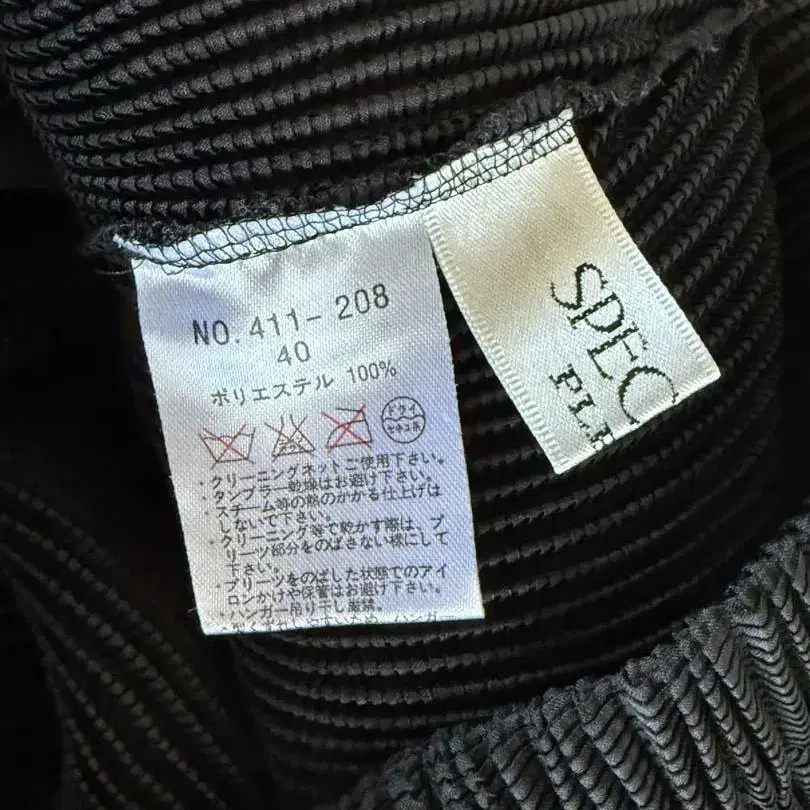 NO.411-208
40
ポリエステル 100%
ドライ
セキユ系
・クリーニングネットご使用下さい。
・タンブラー乾燥はお避け下さい。
・スチーム等の熱のかかる仕上げは
しないで下さい。
・クリーニング等で乾かす際は、プ
リーツ部分をのばさない様にして
下さい。
・プリーツをのばした状態でのアイ
ロンかけや保管はお避け下さい。
・ハンガー吊り干し厳禁。
SPEC
PLE